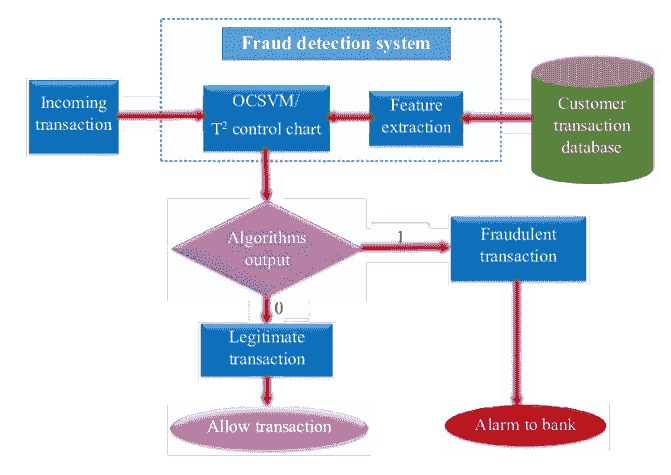 Fraud detection system
Incoming
transaction
OCSVM/
T² control chart
Feature
extraction
Customer
transaction
database
Algorithms
output
1
Fraudulent
transaction
0
Legitimate
transaction
Allow transaction
Alarm to bank